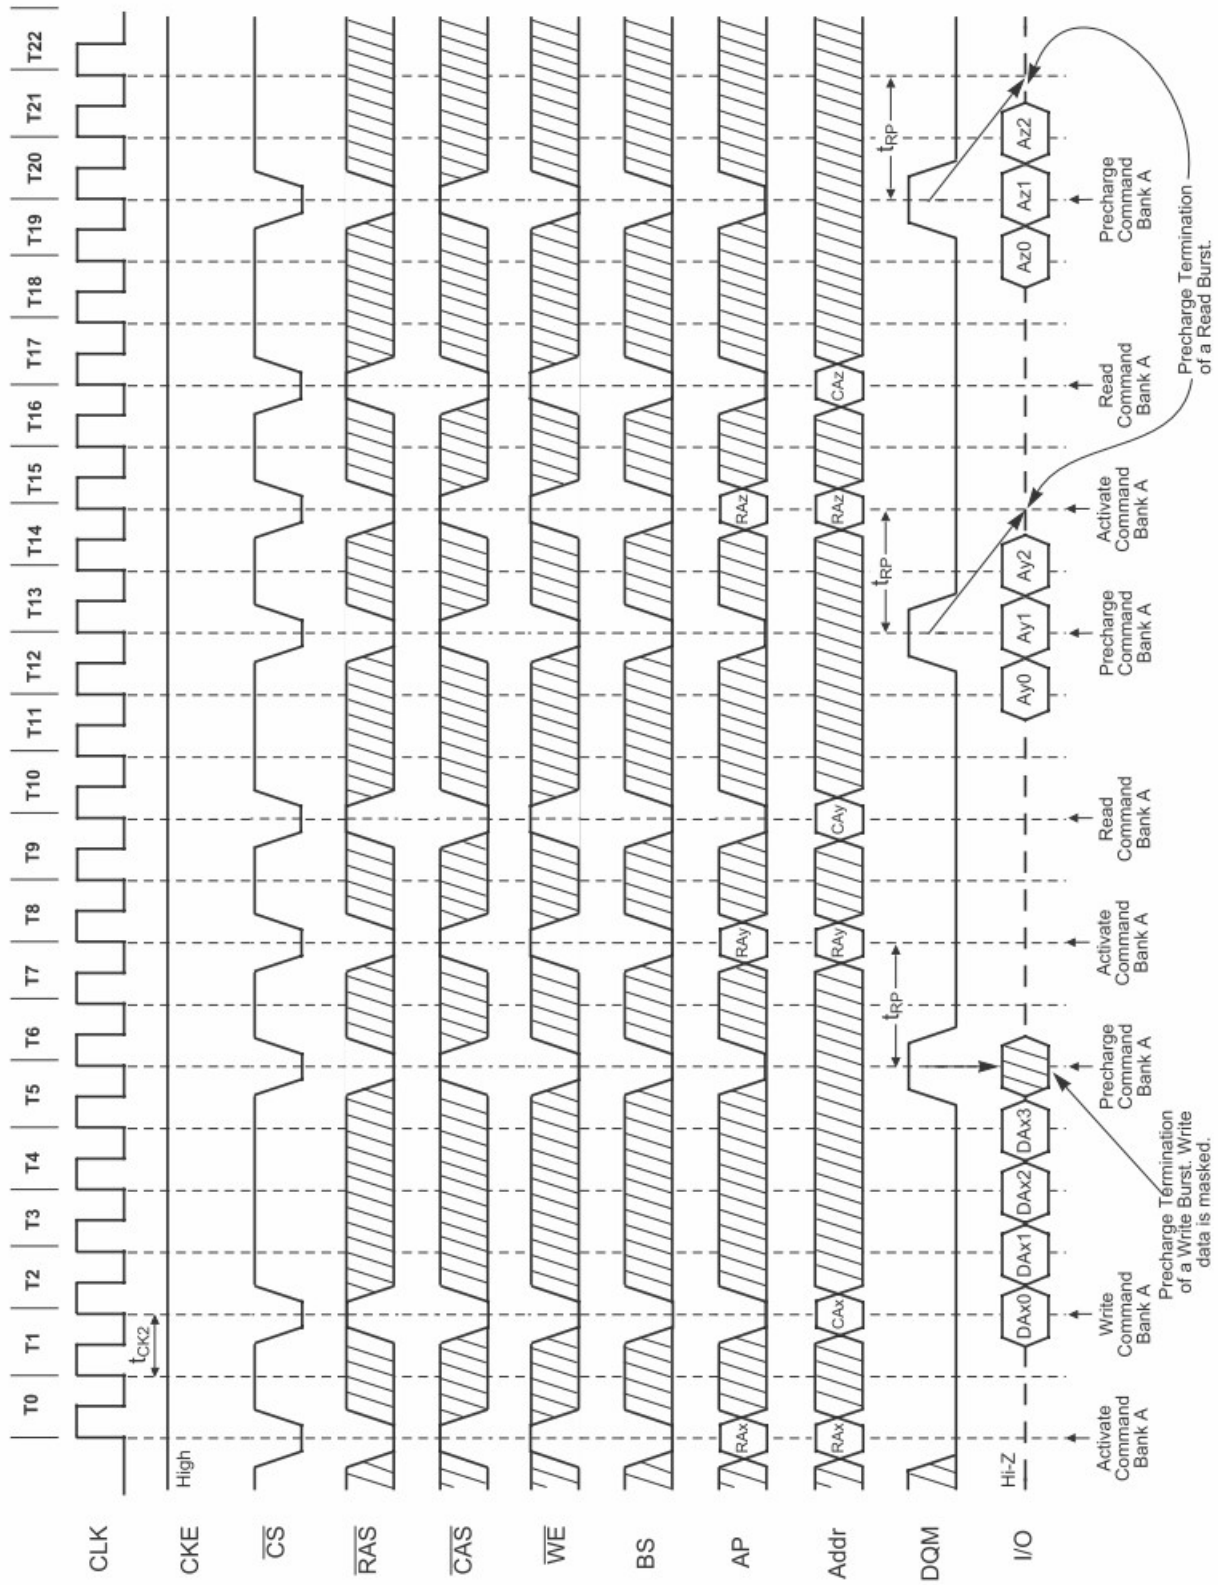 T0 T1 T2 T3 T4 T5 T6 T7 T8 T9 T10 T11 T12 T13 T14 T15 T16 T17 T18 T19 T20 T21 T22
CLK
tCK2
CKE
High
CS
RAS
CAS
WE
BS
AP
RAx RAy RAz
Addr
RAx CAx RAy CAy RAz CAz
tRP tRP tRP
DQM
I/O
Hi-Z
DAx0 DAx1 DAx2 DAx3 Ay0 Ay1 Ay2 Az0 Az1 Az2
Activate
Command
Bank A
Write
Command
Bank A
Precharge
Command
Bank A
Activate
Command
Bank A
Read
Command
Bank A
Precharge
Command
Bank A
Activate
Command
Bank A
Read
Command
Bank A
Precharge
Command
Bank A
Precharge Termination
of a Write Burst. Write
data is masked.
Precharge Termination
of a Read Burst.